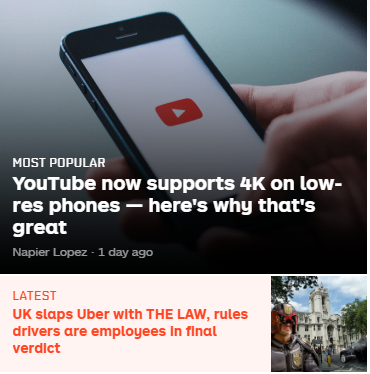 MOST POPULAR
YouTube now supports 4K on low-
res phones — here's why that's
great
Napier Lopez · 1 day ago
LATEST
UK slaps Uber with THE LAW, rules
drivers are employees in final
verdict